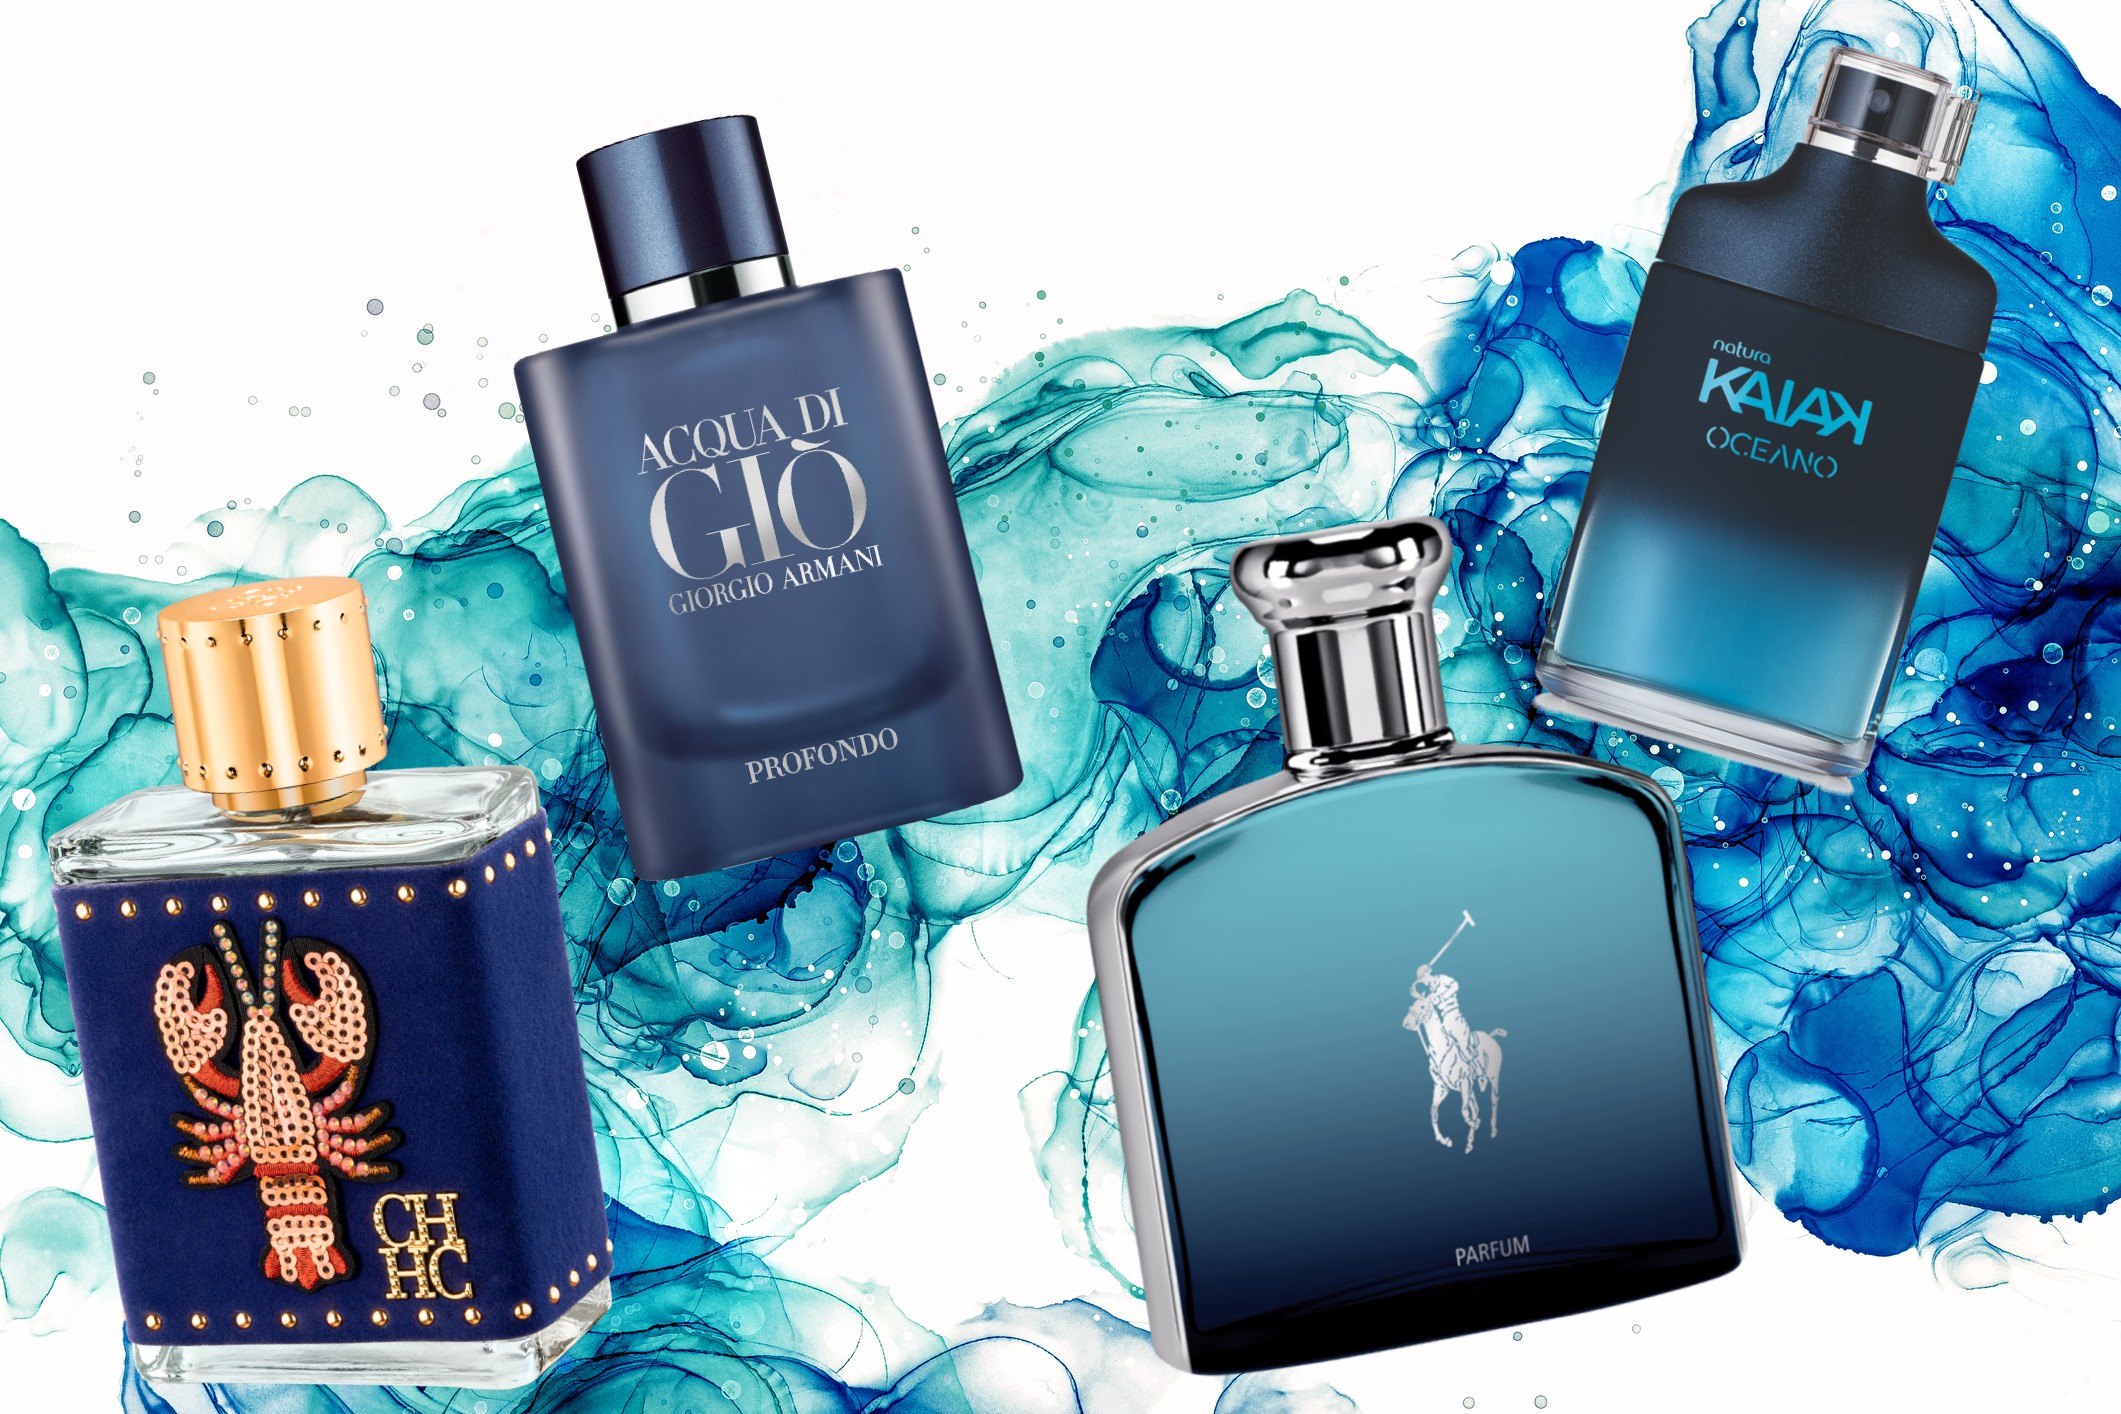 ACQUA DI
GIÒ
GIORGIO ARMANI
PROFONDO
natura
KAIAK
OCEANO
CH
HC
PARFUM